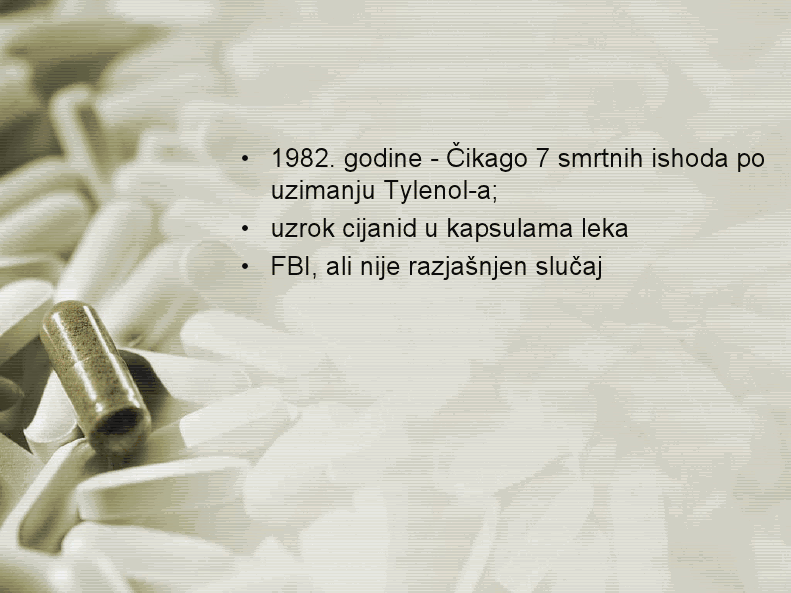 • 1982. godine - Čikago 7 smrtnih ishoda po
uzimanju Tylenol-a;
• uzrok cijanid u kapsulama leka
• FBI, ali nije razjašnjen slučaj